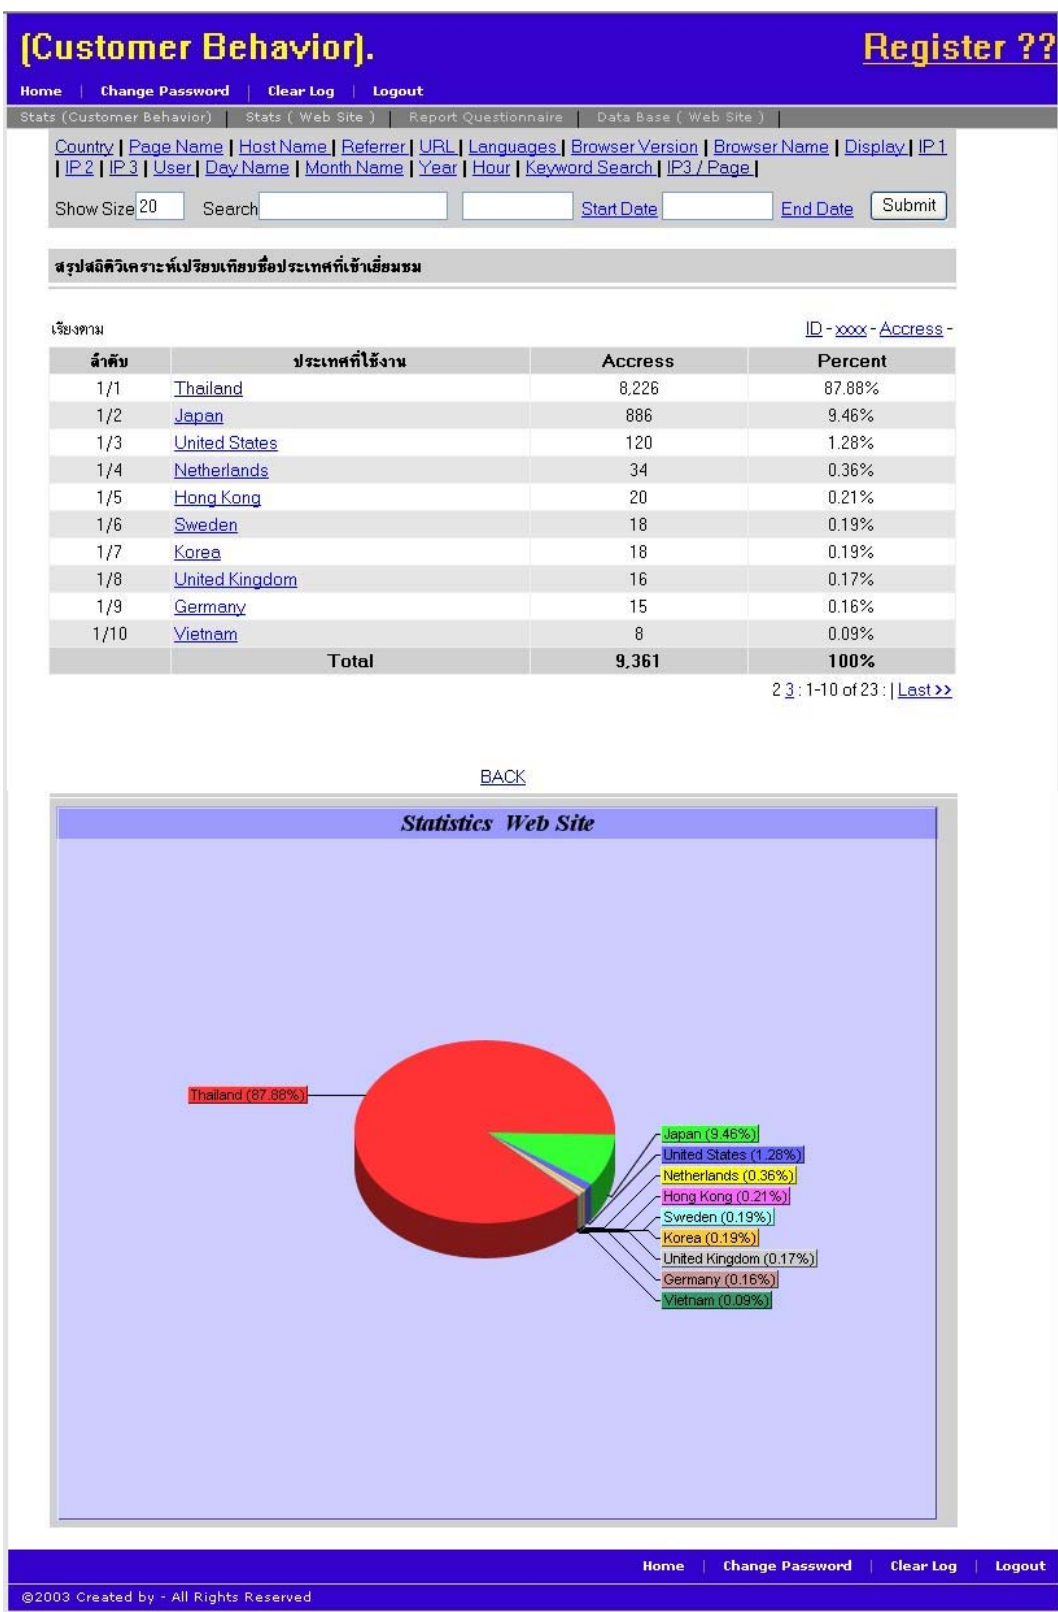 (Customer Behavior).
Register ??
Home | Change Password | Clear Log | Logout
Stats (Customer Behavior) | Stats ( Web Site ) | Report Questionnaire | Data Base ( Web Site ) |
Country | Page Name | Host Name | Referrer | URL | Languages | Browser Version | Browser Name | Display | IP 1
| IP 2 | IP 3 | User | Day Name | Month Name | Year | Hour | Keyword Search | IP3 / Page |
Show Size 20 Search Start Date End Date Submit
สรุปสถิติวิเคราะห์เปรียบเทียบชื่อประเทศที่เข้าเยี่ยมชม
เรียงตาม ID - xxxx - Accress -
ลำดับ ประเทศที่ใช้งาน Accress Percent
1/1 Thailand 8,226 87.88%
1/2 Japan 886 9.46%
1/3 United States 120 1.28%
1/4 Netherlands 34 0.36%
1/5 Hong Kong 20 0.21%
1/6 Sweden 18 0.19%
1/7 Korea 18 0.19%
1/8 United Kingdom 16 0.17%
1/9 Germany 15 0.16%
1/10 Vietnam 8 0.09%
Total 9,361 100%
2 3 : 1-10 of 23 : | Last >>
BACK
Statistics Web Site
Thailand (87.88%)
Japan (9.46%)
United States (1.28%)
Netherlands (0.36%)
Hong Kong (0.21%)
Sweden (0.19%)
Korea (0.19%)
United Kingdom (0.17%)
Germany (0.16%)
Vietnam (0.09%)
Home | Change Password | Clear Log | Logout
©2003 Created by - All Rights Reserved